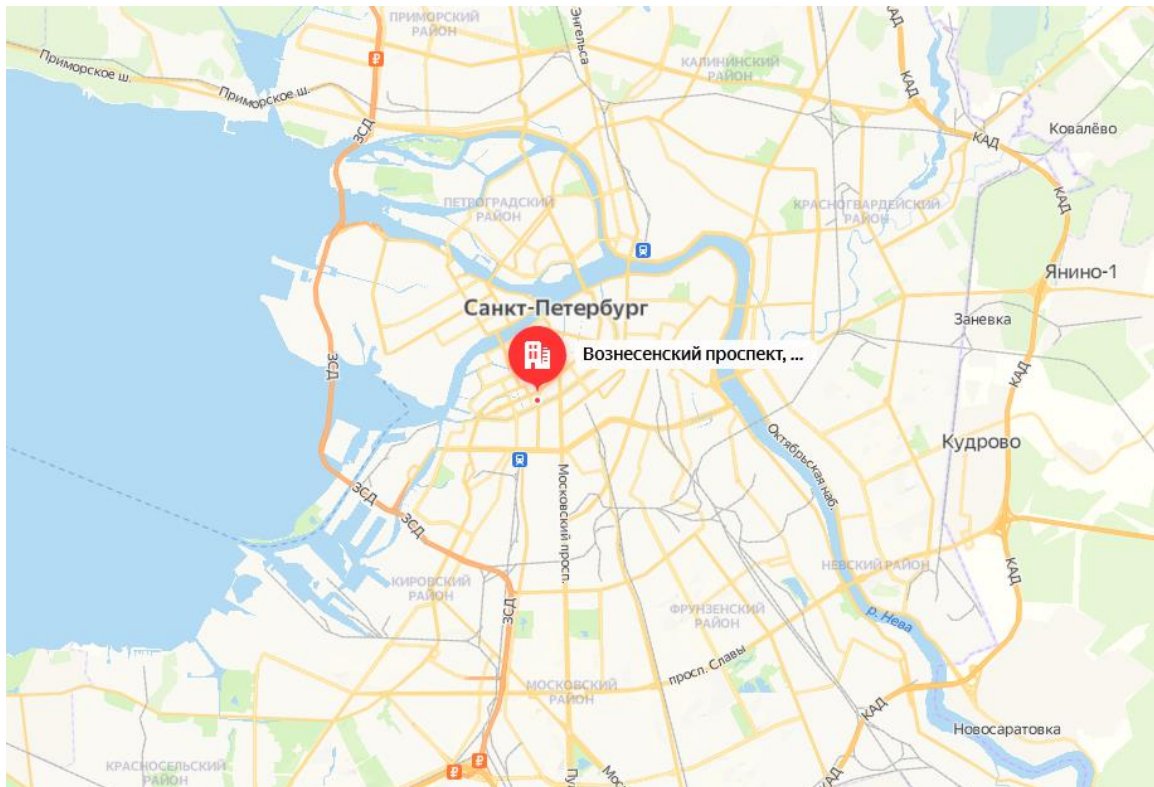 ПРИМОРСКИЙ
РАЙОН
Энгельса
Приморское ш.
КАЛИНИНСКИЙ
РАЙОН
₽
Приморское ш.
КАД
ЗСД
КАД
Ковалёво
ПЕТРОГРАДСКИЙ
РАЙОН
КРАСНОГВАРДЕЙСКИЙ
РАЙОН
КАД
Янино-1
Санкт-Петербург
Заневка
Вознесенский проспект, ...
ЗСД
КАД
Октябрьская наб.
Кудрово
Московский просп.
ЗСД
ЗСД
КИРОВСКИЙ
РАЙОН
НЕВСКИЙ РАЙОН
КАД
ЗСД
ФРУНЗЕНСКИЙ
РАЙОН
р. Нева
просп. Славы
МОСКОВСКИЙ
РАЙОН
КАД
Новосаратовка
КРАСНОСЕЛЬСКИЙ
РАЙОН
₽
₽
КАД